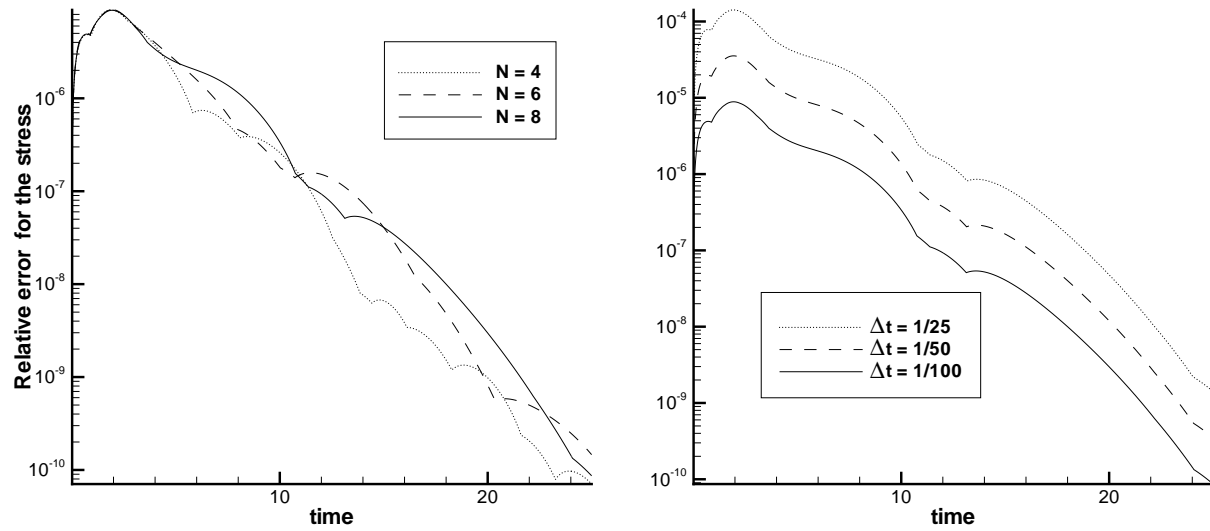 Relative error for the stress
10^-6
10^-7
10^-8
10^-9
10^-10
10
20
time
N = 4
N = 6
N = 8
10^-4
10^-5
10^-6
10^-7
10^-8
10^-9
10^-10
10
20
time
Δt = 1/25
Δt = 1/50
Δt = 1/100